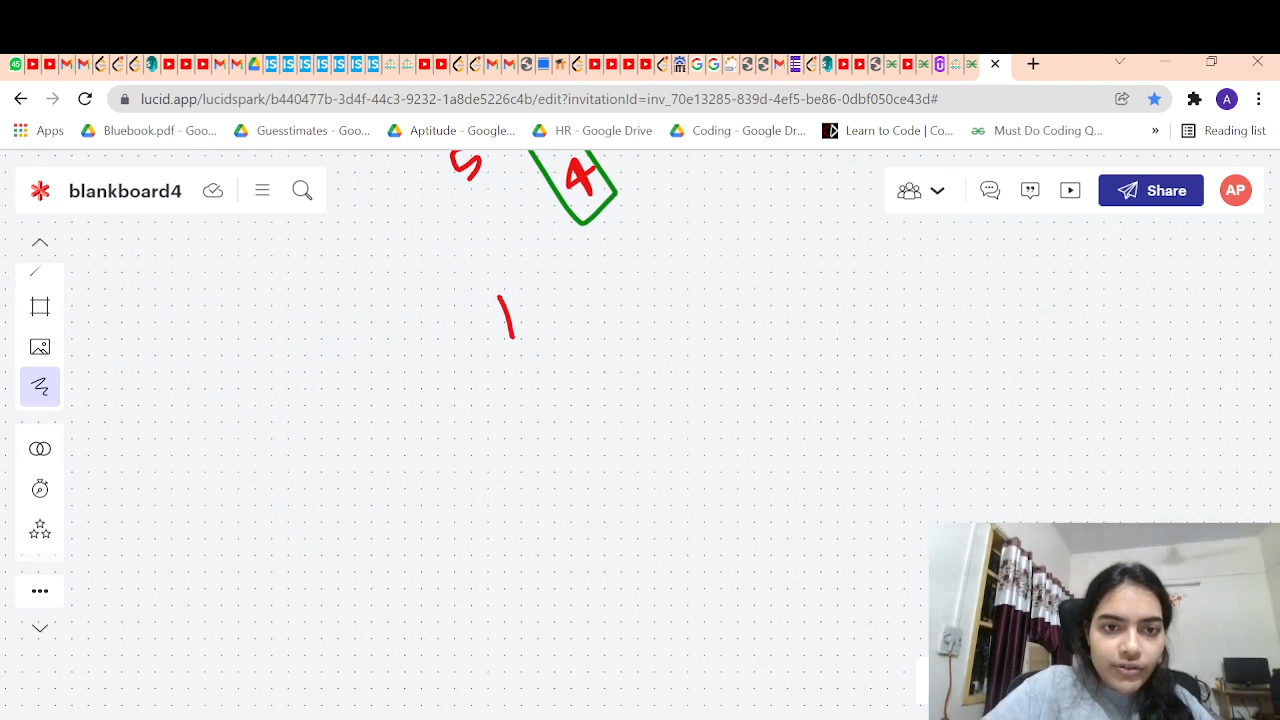 45
lucid.app/lucidspark/b440477b-3d4f-44c3-9232-1a8de5226c4b/edit?invitationId=inv_70e13285-839d-4ef5-be86-0dbf050ce43d#
A
Apps
Bluebook.pdf - Goo...
Guesstimates - Goo...
Aptitude - Google...
HR - Google Drive
Coding - Google Dr...
Learn to Code | Co...
Must Do Coding Q...
»
Reading list
5
4
blankboard4
Share
AP
1